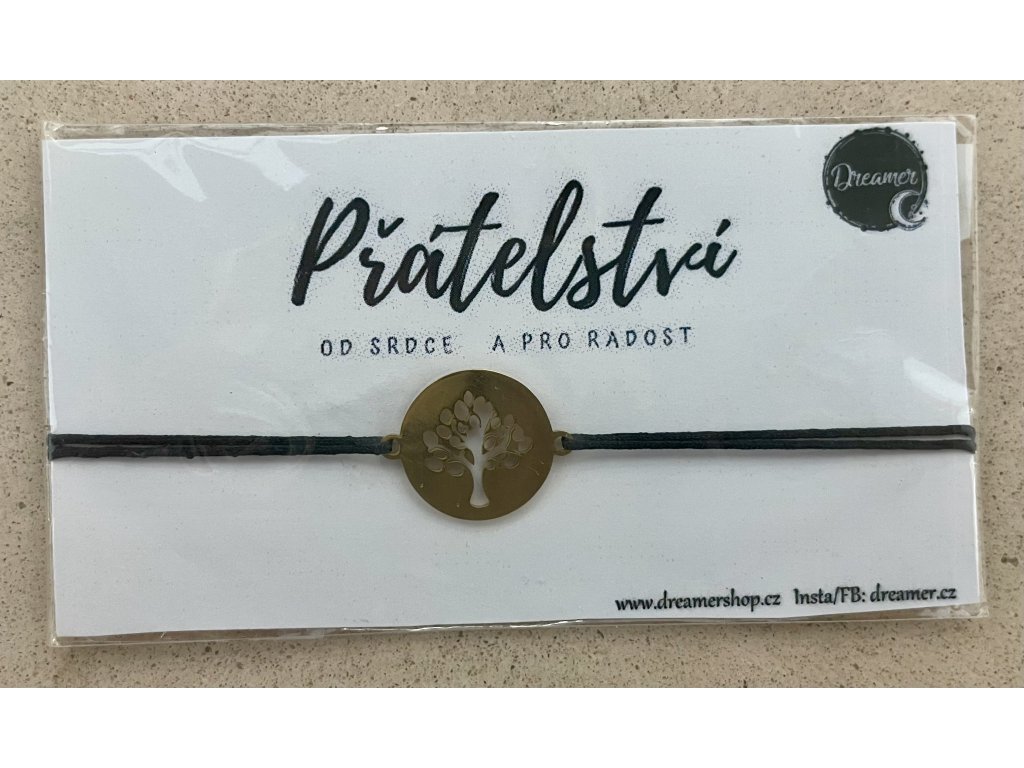 Dreamer
Přátelství
OD SRDCE A PRO RADOST
www.dreamershop.cz Insta/FB: dreamer.cz